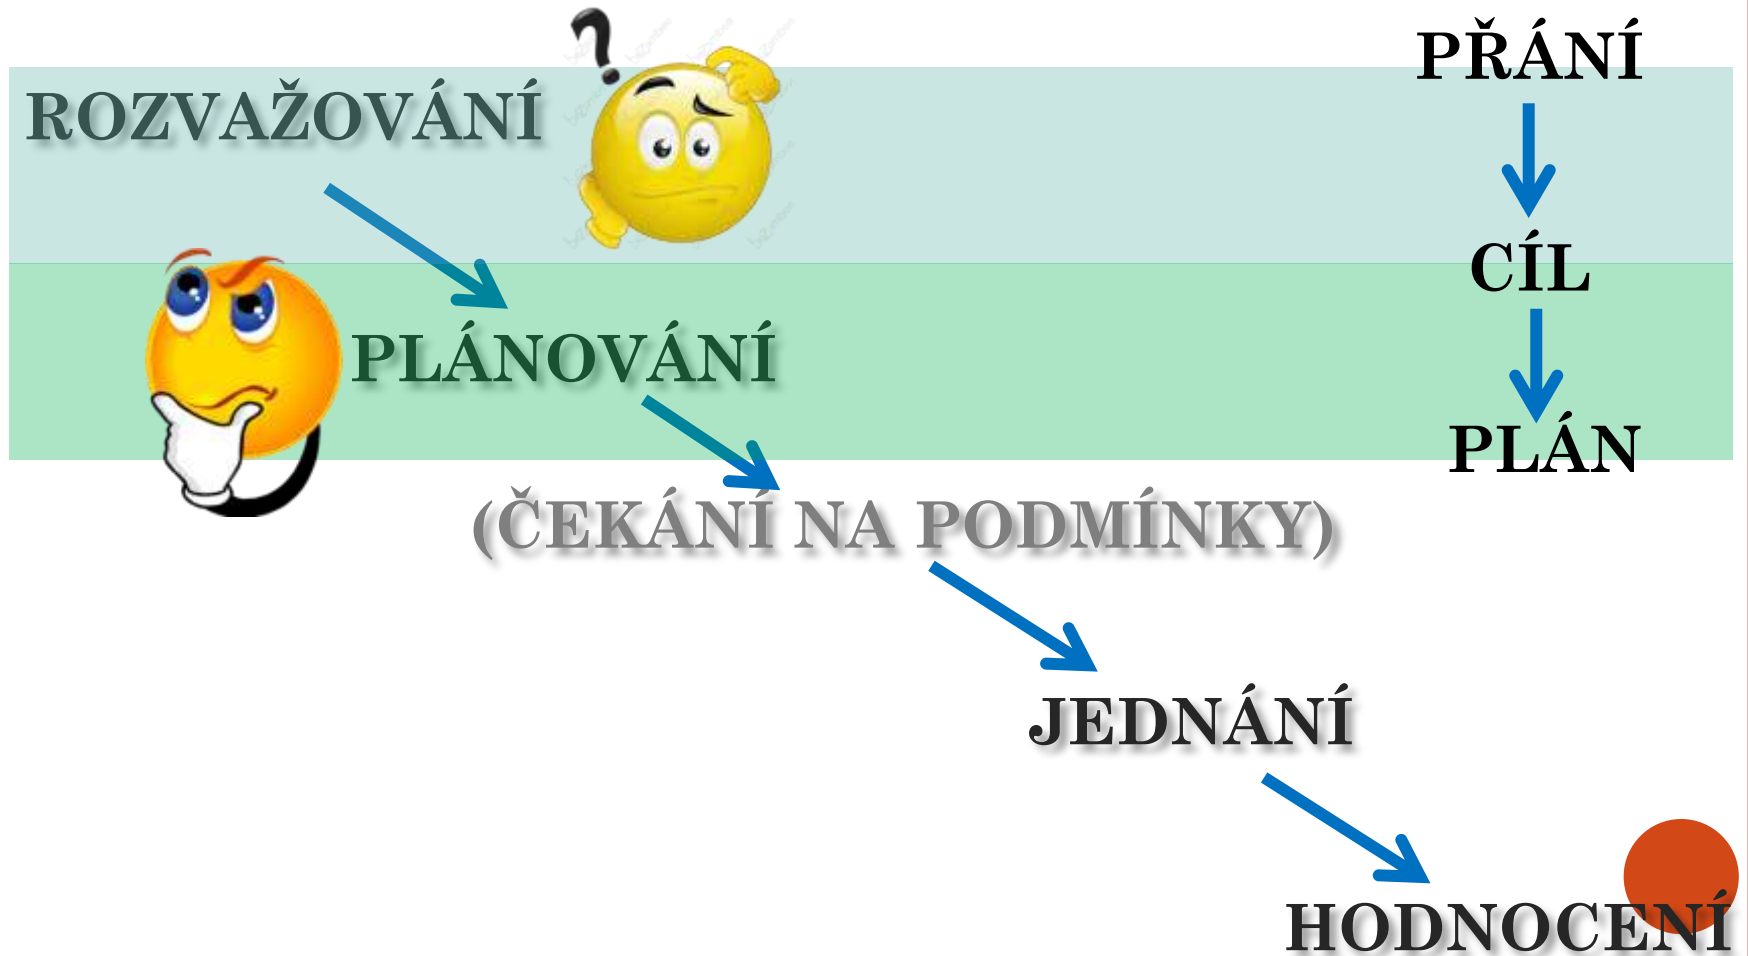 PŘÁNÍ
ROZVAŽOVÁNÍ
CÍL
PLÁNOVÁNÍ
PLÁN
(ČEKÁNÍ NA PODMÍNKY)
JEDNÁNÍ
HODNOCENÍ